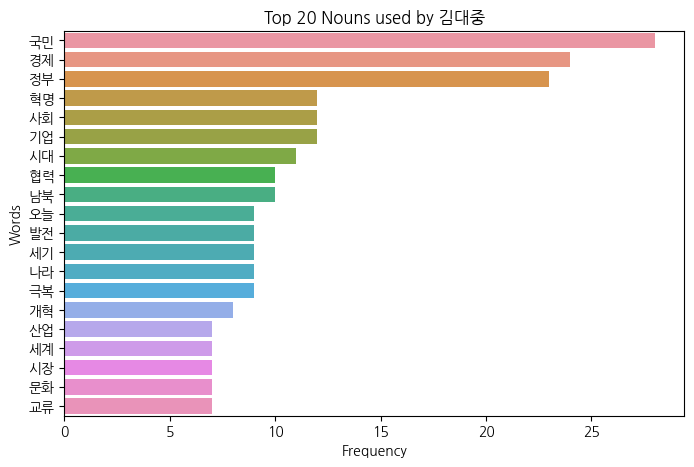 Top 20 Nouns used by 김대중
국민
경제
정부
혁명
사회
기업
시대
협력
남북
오늘
발전
세기
나라
극복
개혁
산업
세계
시장
문화
교류
Words
0 5 10 15 20 25
Frequency